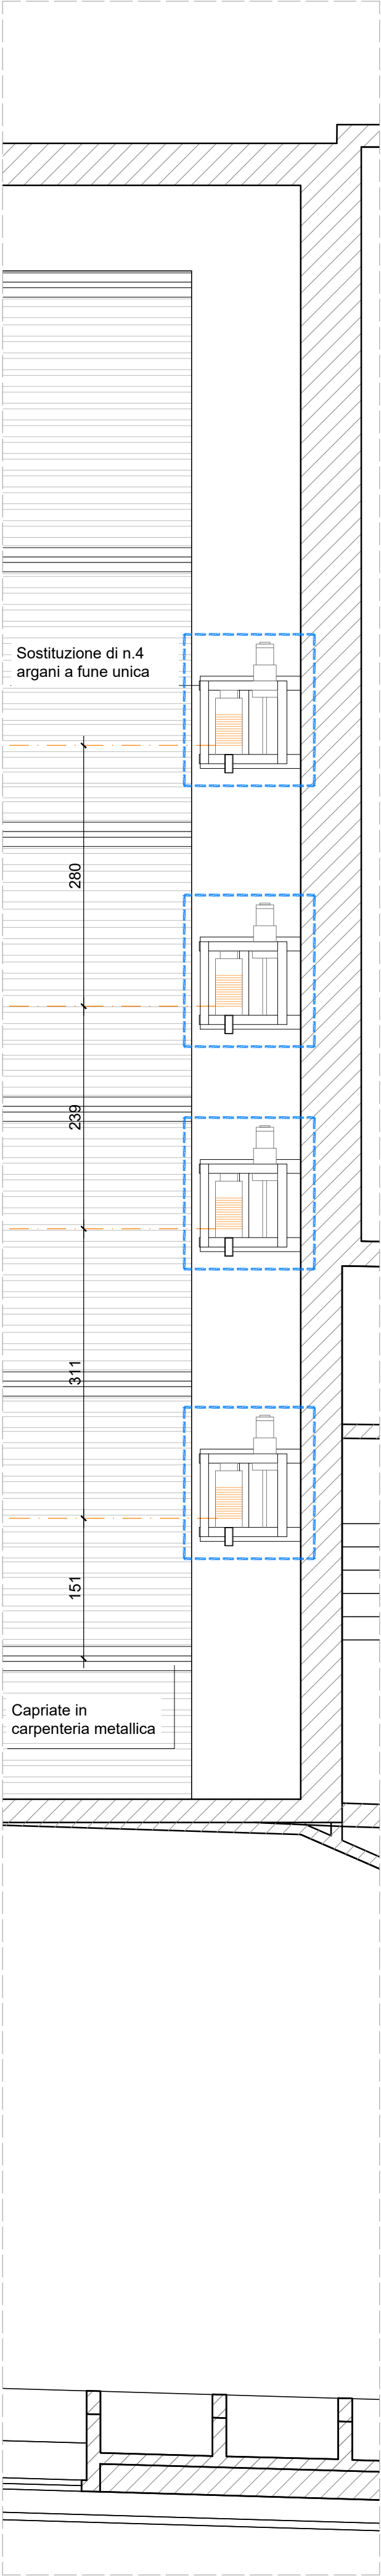 Sostituzione di n.4
argani a fune unica
280
239
311
151
Capriate in
carpenteria metallica